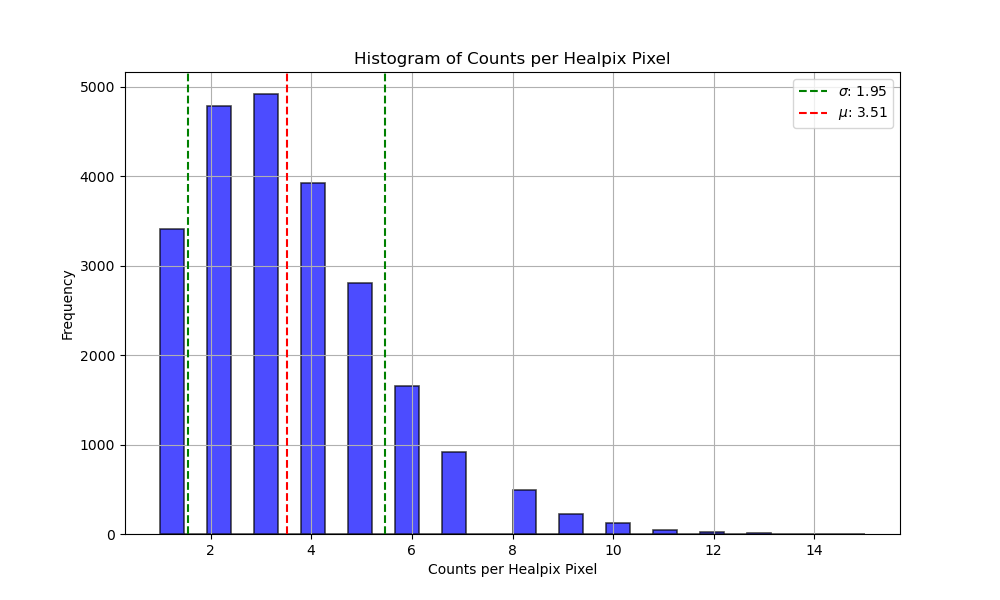 Histogram of Counts per Healpix Pixel
σ: 1.95
μ: 3.51
Frequency
5000
4000
3000
2000
1000
0
2 4 6 8 10 12 14
Counts per Healpix Pixel